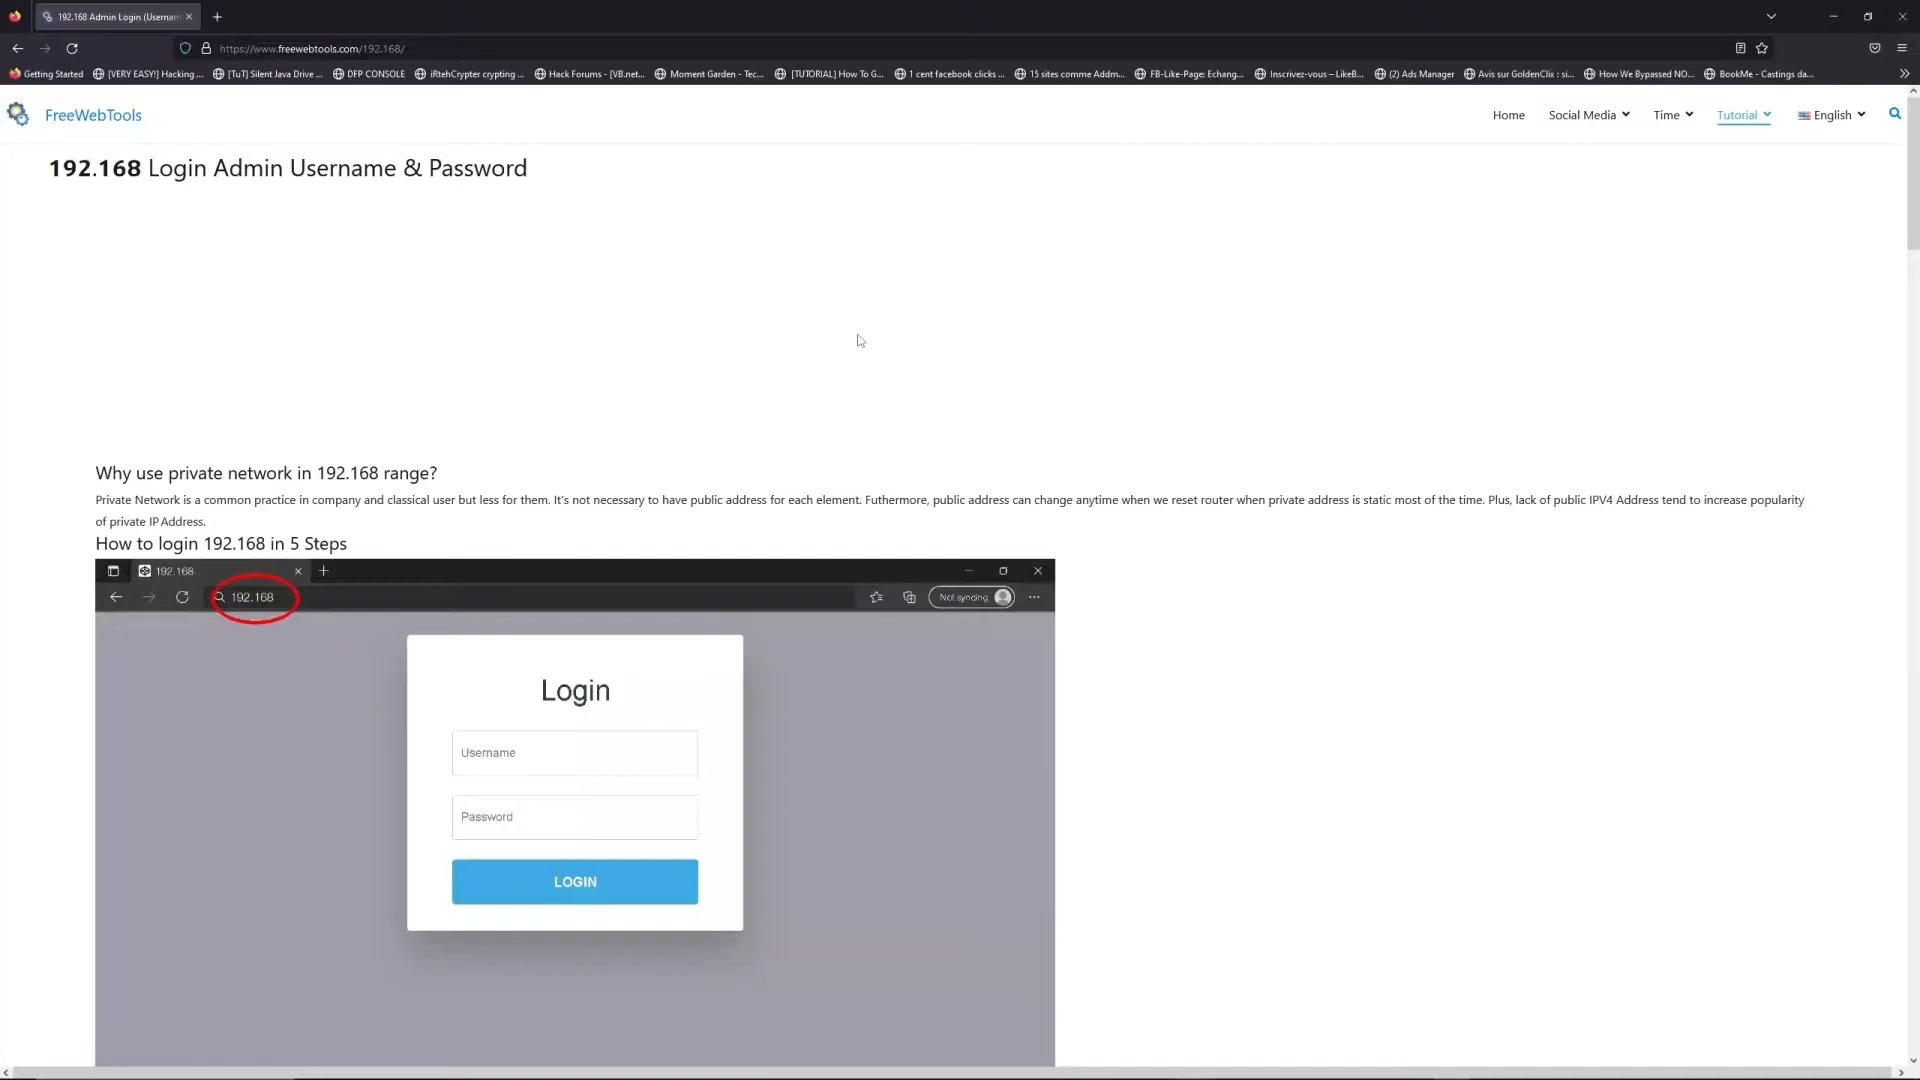 192.168 Admin Login (Usernam
https://www.freewebtools.com/192.168/
Getting Started
[VERY EASY!] Hacking ...
[TuT] Silent Java Drive ...
DFP CONSOLE
iRtehCrypter crypting ...
Hack Forums - [VB.net...
Moment Garden - Tec...
[TUTORIAL] How To G...
1 cent facebook clicks ...
15 sites comme Addm...
FB-Like-Page: Echang...
Inscrivez-vous – LikeB...
(2) Ads Manager
Avis sur GoldenClix : si...
How We Bypassed NO...
BookMe - Castings da...
FreeWebTools
Home
Social Media
Time
Tutorial
English
192.168 Login Admin Username & Password
Why use private network in 192.168 range?
Private Network is a common practice in company and classical user but less for them. It's not necessary to have public address for each element. Futhermore, public address can change anytime when we reset router when private address is static most of the time. Plus, lack of public IPV4 Address tend to increase popularity
of private IP Address.
How to login 192.168 in 5 Steps
192.168
192.168
Not syncing
Login
Username
Password
LOGIN